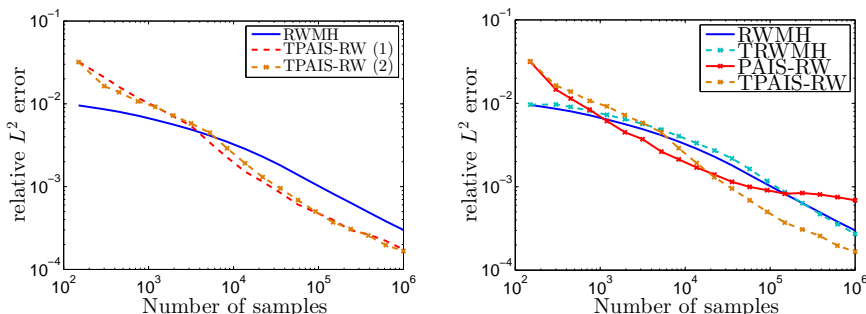 10^-1
10^-2
10^-3
10^-4
relative L^2 error
10^2
10^3
10^4
10^5
10^6
Number of samples
RWMH
TPAIS-RW (1)
TPAIS-RW (2)
10^-1
10^-2
10^-3
10^-4
relative L^2 error
10^2
10^3
10^4
10^5
10^6
Number of samples
RWMH
TRWMH
PAIS-RW
TPAIS-RW